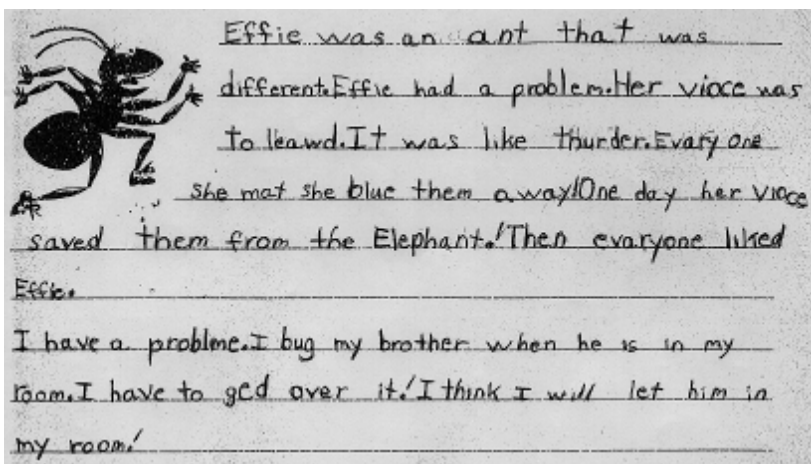 Effie was an ant that was
different.Effie had a problem.Her vioce was
to leawd.It was like thurder.Evary one
she mat she blue them away!One day her vioce
saved them from the Elephant.!Then evaryone liked
Effie.
I have a problme.I bug my brother when he is in my
room.I have to ged over it.!I think I will let him in
my room.!